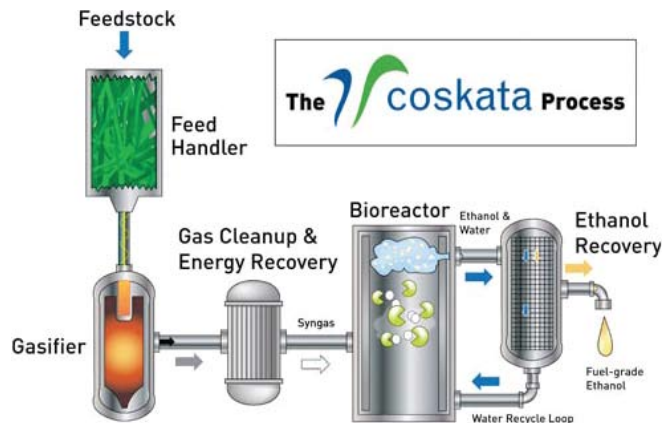 Feedstock
The coskata Process
Feed
Handler
Bioreactor
Ethanol &
Water
Ethanol
Recovery
Gas Cleanup &
Energy Recovery
Syngas
Gasifier
Fuel-grade
Ethanol
Water Recycle Loop